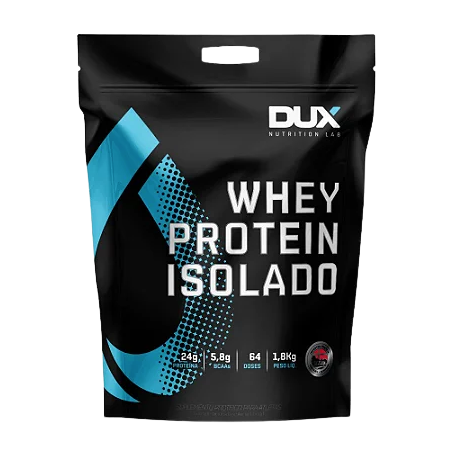 DUX
NUTRITION LAB
WHEY
PROTEIN
ISOLADO
24g 5,8g 64 1,8Kg
PROTEÍNA * BCAAs DOSES PESO LÍQ.